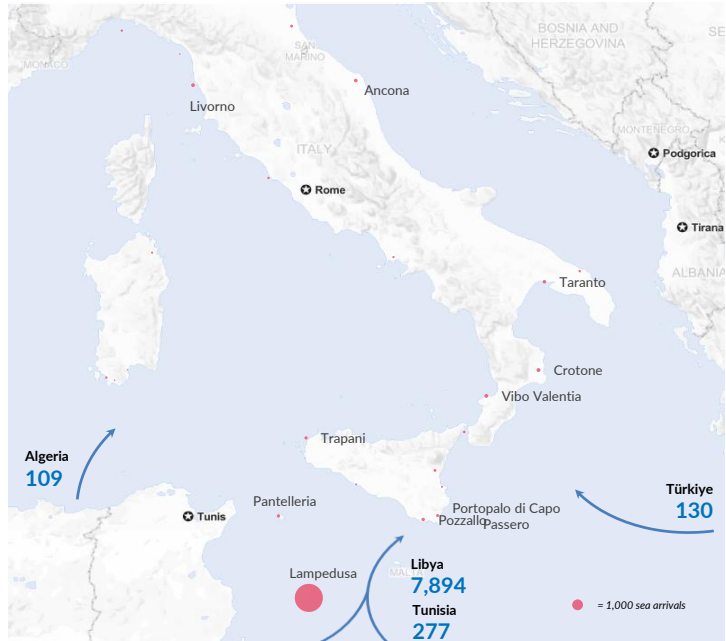 BOSNIA AND
HERZEGOVINA
SAN
MARINO
MONACO
Ancona
Livorno
MONTENEGRO
ITALY
Podgorica
Rome
Tirana
ALBANIA
Taranto
Crotone
Vibo Valentia
Trapani
Algeria
109
Türkiye
130
Pantelleria
Portopalo di Capo
Passero
Pozzallo
Tunis
Lampedusa
MALTA
Libya
7,894
Tunisia
277
= 1,000 sea arrivals